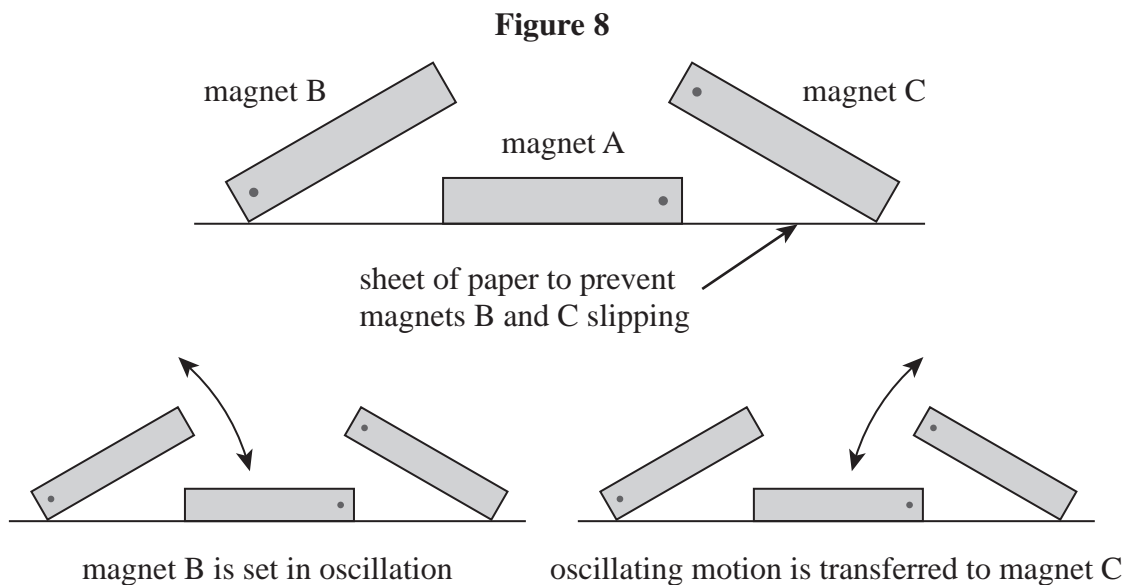 Figure 8
magnet B
magnet C
magnet A
sheet of paper to prevent
magnets B and C slipping
magnet B is set in oscillation
oscillating motion is transferred to magnet C